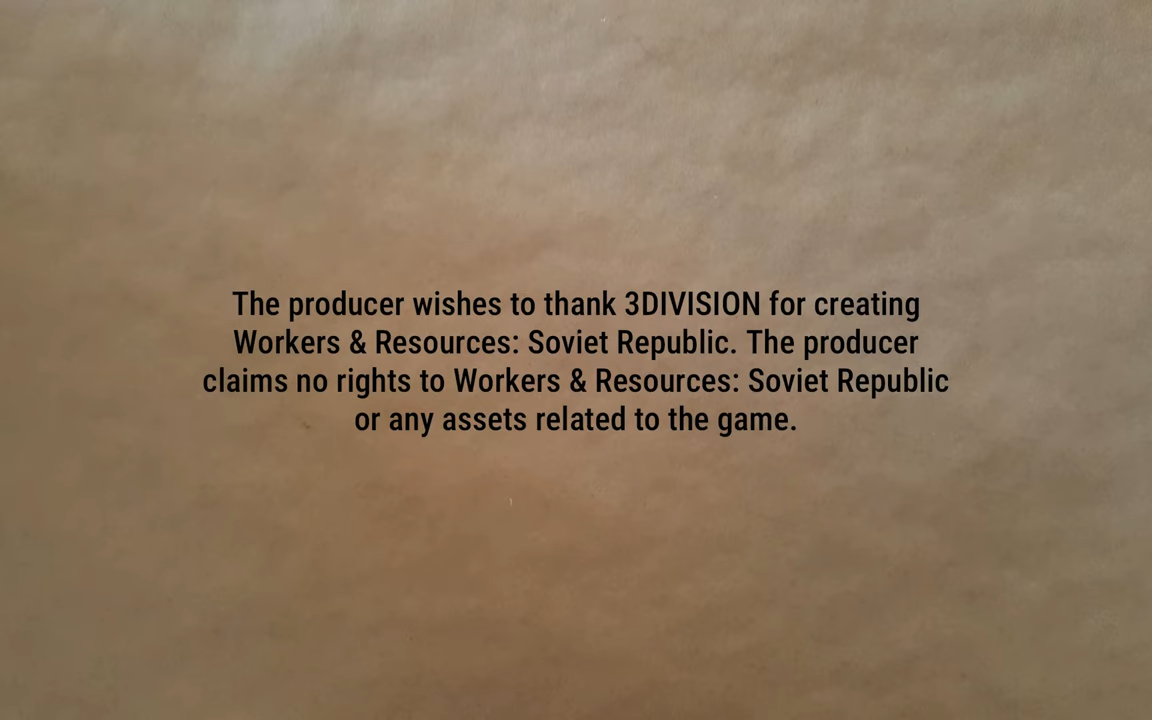 The producer wishes to thank 3DIVISION for creating
Workers & Resources: Soviet Republic. The producer
claims no rights to Workers & Resources: Soviet Republic
or any assets related to the game.